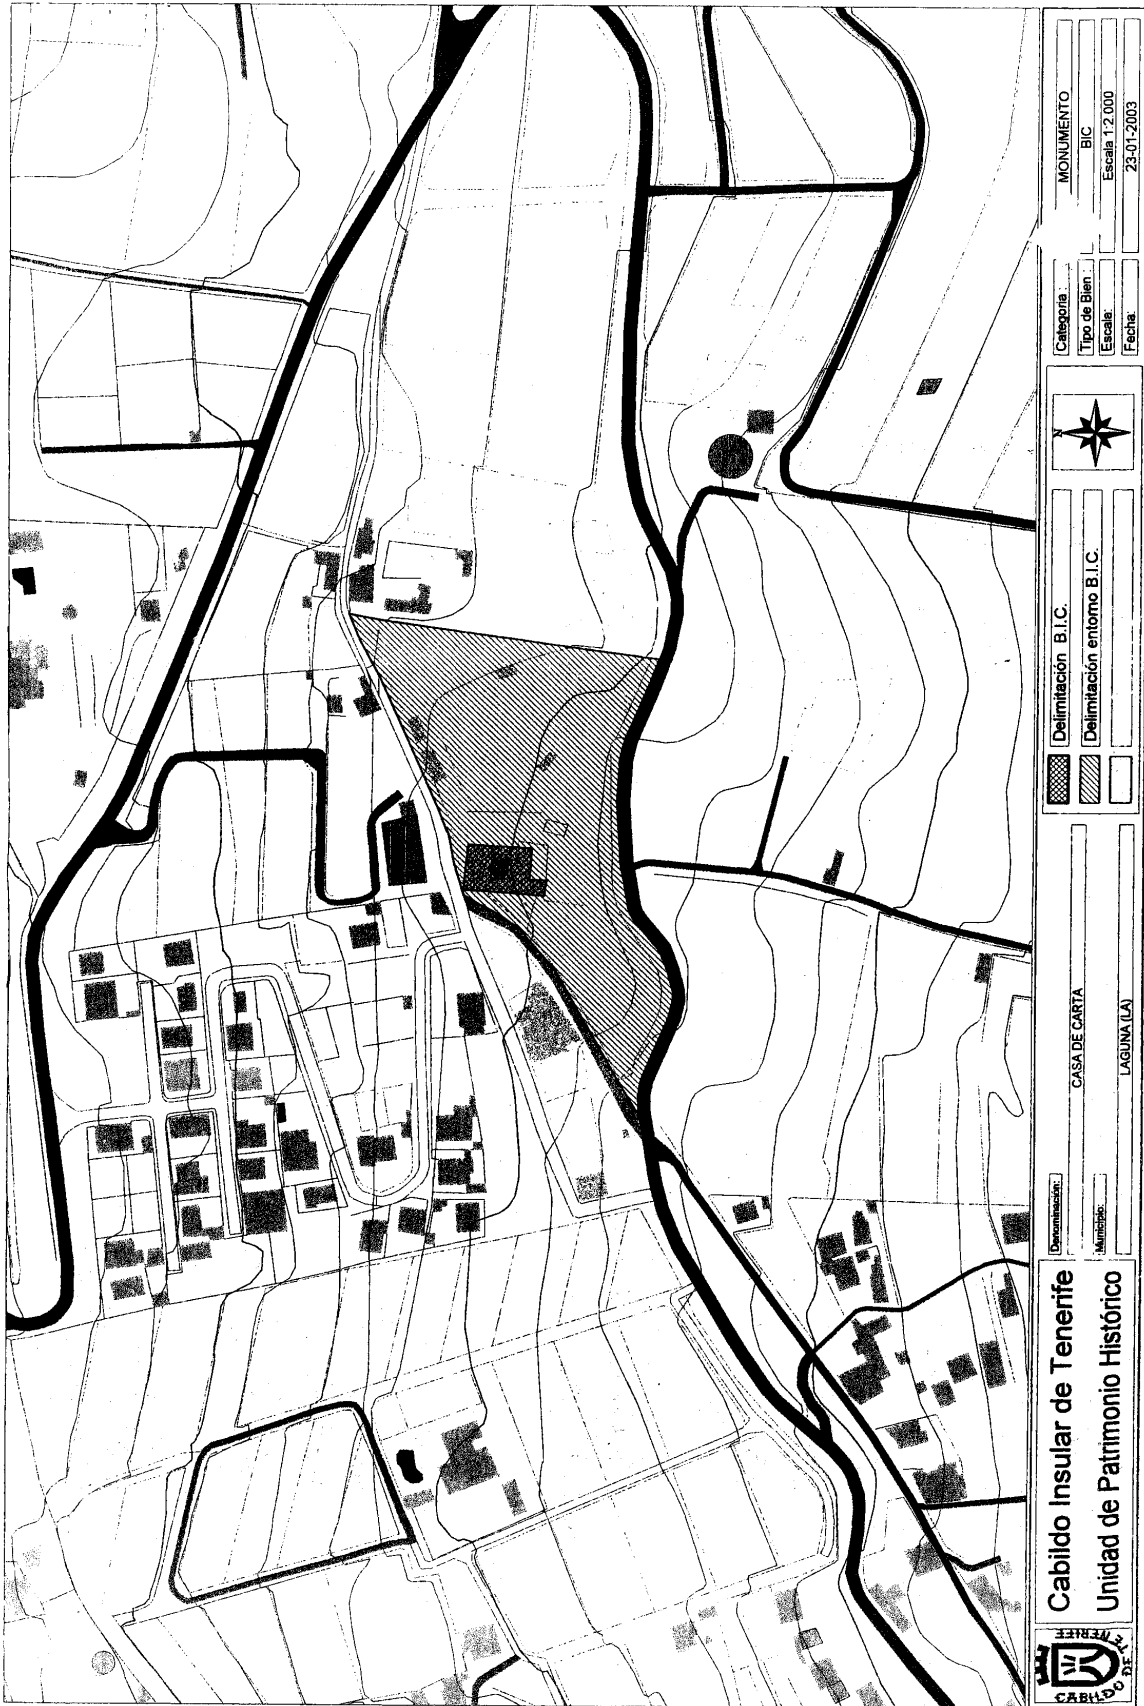 CABILDO DE TENERIFE
Cabildo Insular de Tenerife
Unidad de Patrimonio Histórico
Denominación:
CASA DE CARTA
Municipio:
LAGUNA (LA)
Delimitación B.I.C.
Delimitación entorno B.I.C.
N
Categoria :
MONUMENTO
Tipo de Bien :
BIC
Escala:
Escala 1:2.000
Fecha:
23-01-2003